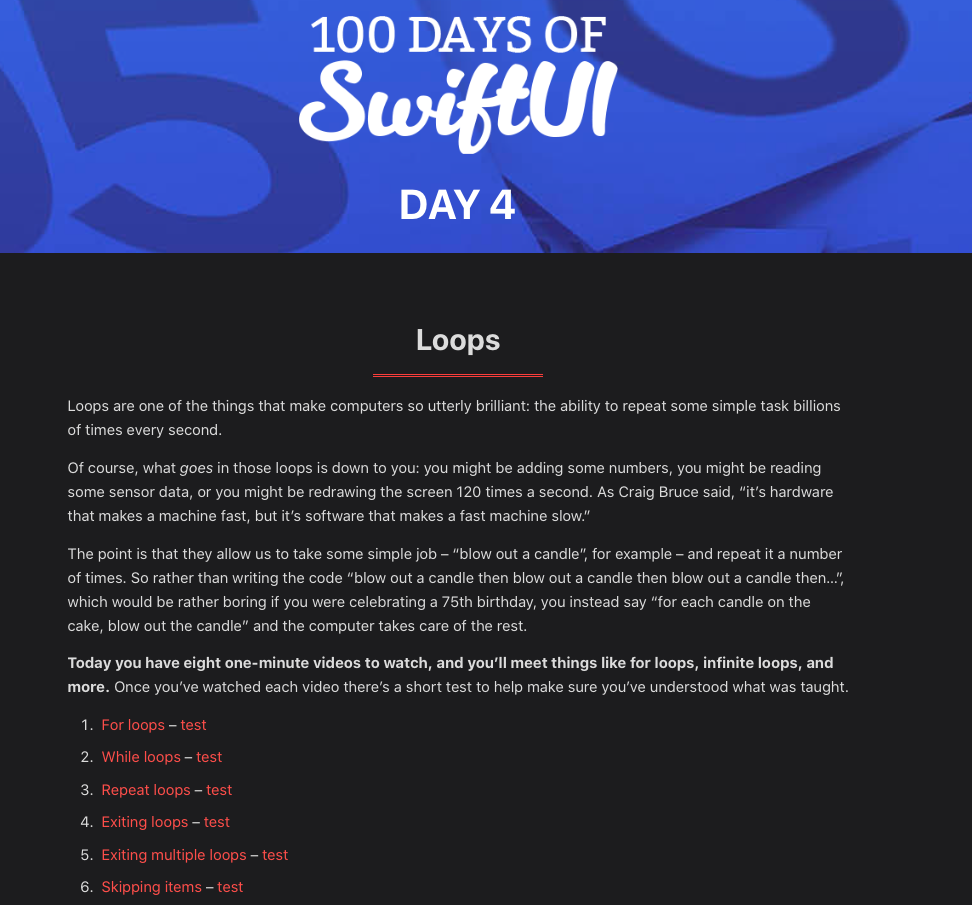 100 DAYS OF
SwiftUI
DAY 4
Loops
Loops are one of the things that make computers so utterly brilliant: the ability to repeat some simple task billions
of times every second.
Of course, what goes in those loops is down to you: you might be adding some numbers, you might be reading
some sensor data, or you might be redrawing the screen 120 times a second. As Craig Bruce said, “it’s hardware
that makes a machine fast, but it’s software that makes a fast machine slow.”
The point is that they allow us to take some simple job – “blow out a candle”, for example – and repeat it a number
of times. So rather than writing the code “blow out a candle then blow out a candle then blow out a candle then…”,
which would be rather boring if you were celebrating a 75th birthday, you instead say “for each candle on the
cake, blow out the candle” and the computer takes care of the rest.
Today you have eight one-minute videos to watch, and you’ll meet things like for loops, infinite loops, and
more. Once you’ve watched each video there’s a short test to help make sure you’ve understood what was taught.
1. For loops – test
2. While loops – test
3. Repeat loops – test
4. Exiting loops – test
5. Exiting multiple loops – test
6. Skipping items – test